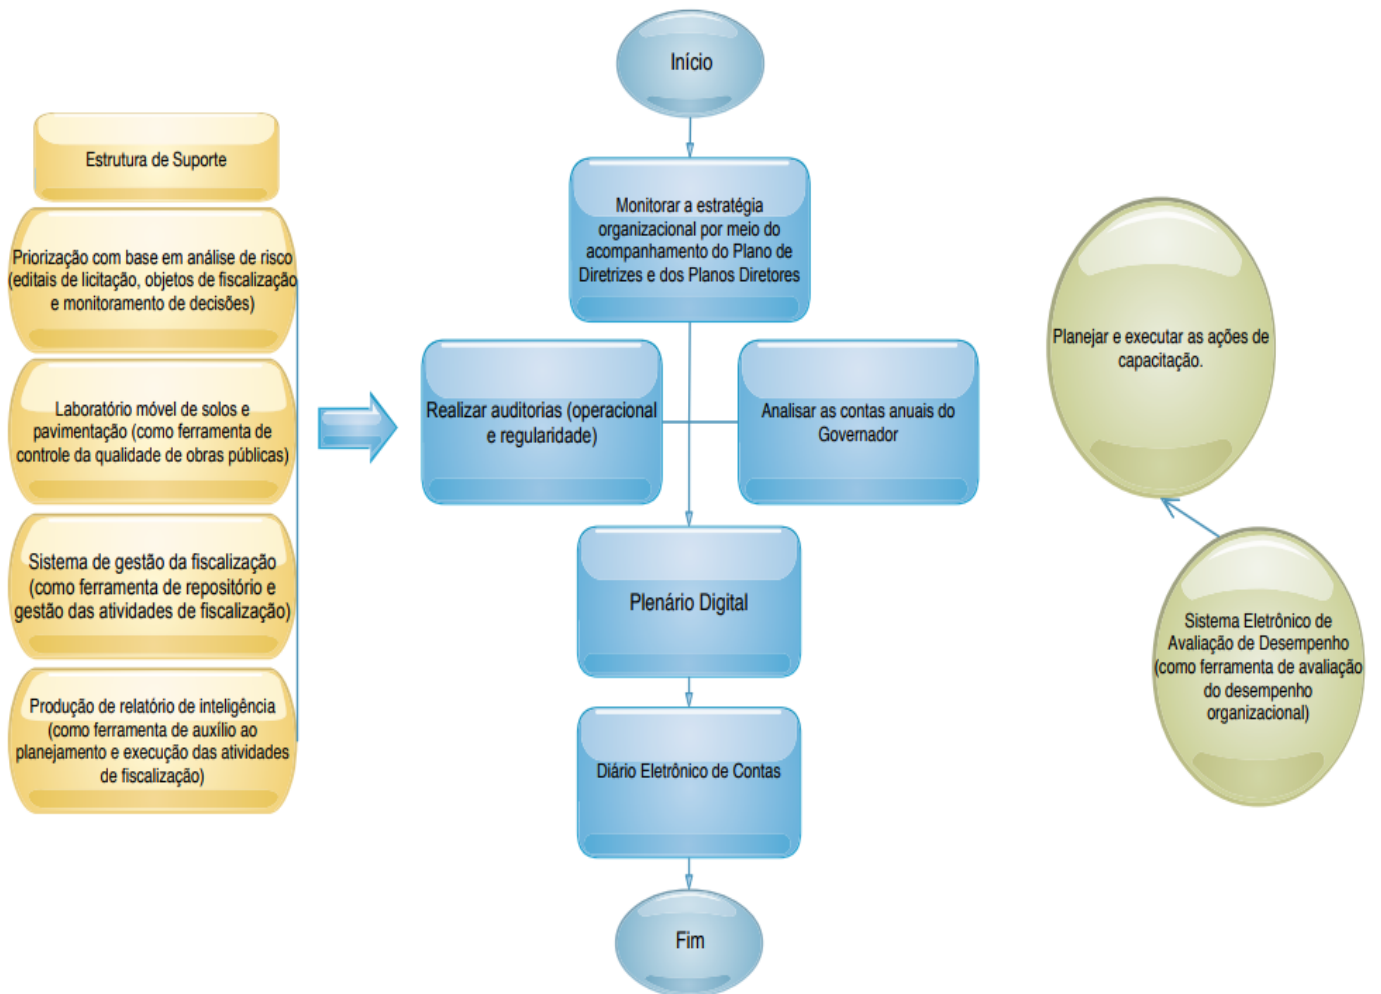 Início
Estrutura de Suporte
Priorização com base em análise de risco
(editais de licitação, objetos de fiscalização
e monitoramento de decisões)
Laboratório móvel de solos e
pavimentação (como ferramenta de
controle da qualidade de obras públicas)
Sistema de gestão da fiscalização
(como ferramenta de repositório e
gestão das atividades de fiscalização)
Produção de relatório de inteligência
(como ferramenta de auxílio ao
planejamento e execução das atividades
de fiscalização)
Monitorar a estratégia
organizacional por meio do
acompanhamento do Plano de
Diretrizes e dos Planos Diretores
Realizar auditorias (operacional
e regularidade)
Analisar as contas anuais do
Governador
Plenário Digital
Diário Eletrônico de Contas
Fim
Planejar e executar as ações de
capacitação.
Sistema Eletrônico de
Avaliação de Desempenho
(como ferramenta de avaliação
do desempenho
organizacional)